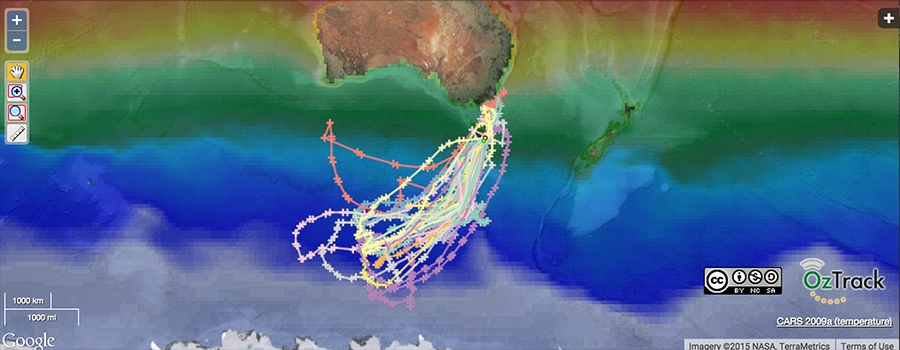 +
−
+
1000 km
1000 mi
Google
cc
BY NC SA
OzTrack
CARS 2009a (temperature)
Imagery ©2015 NASA, TerraMetrics
Terms of Use